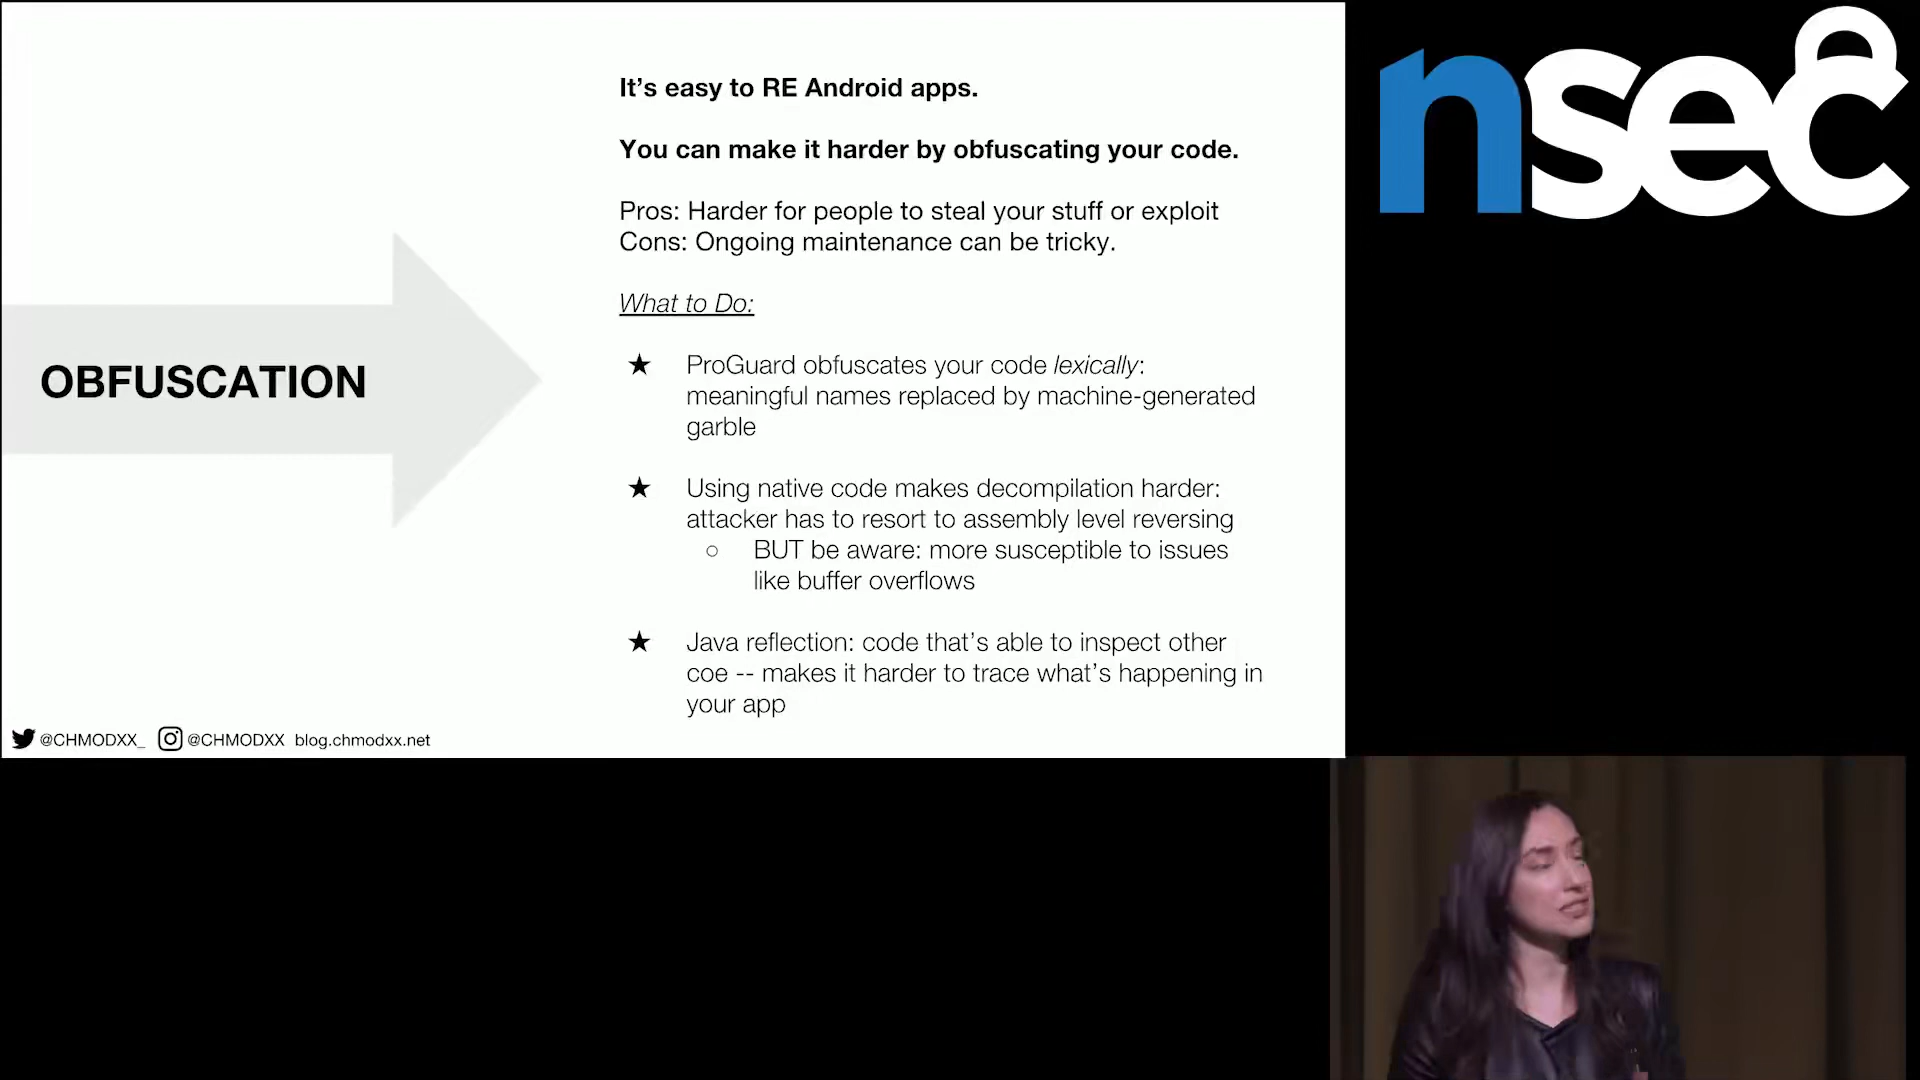 It's easy to RE Android apps.
You can make it harder by obfuscating your code.
Pros: Harder for people to steal your stuff or exploit
Cons: Ongoing maintenance can be tricky.
What to Do:
★ ProGuard obfuscates your code lexically:
meaningful names replaced by machine-generated
garble
★ Using native code makes decompilation harder:
attacker has to resort to assembly level reversing
○ BUT be aware: more susceptible to issues
like buffer overflows
★ Java reflection: code that's able to inspect other
coe -- makes it harder to trace what's happening in
your app
OBFUSCATION
@CHMODXX_ @CHMODXX blog.chmodxx.net
nsec